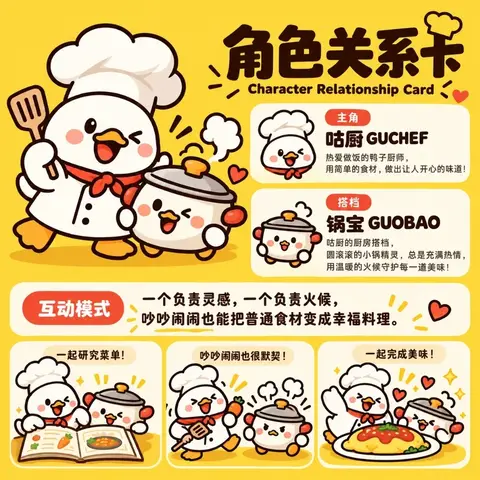 角色关系卡
Character Relationship Card
主角
咕厨 GUCHEF
热爱做饭的鸭子厨师，
用简单的食材，做出让人开心的味道！
搭档
锅宝 GUOBAO
咕厨的厨房搭档，
圆滚滚的小锅精灵，总是充满热情，
用温暖的火候守护每一道美味！
互动模式
一个负责灵感，一个负责火候，
吵吵闹闹也能把普通食材变成幸福料理。
一起研究菜单！
吵吵闹闹也很默契！
一起完成美味！